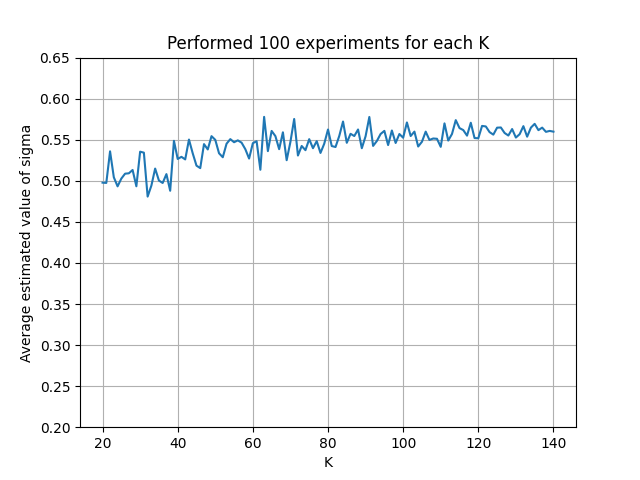 Performed 100 experiments for each K
Average estimated value of sigma
0.65
0.60
0.55
0.50
0.45
0.40
0.35
0.30
0.25
0.20
20 40 60 80 100 120 140
K